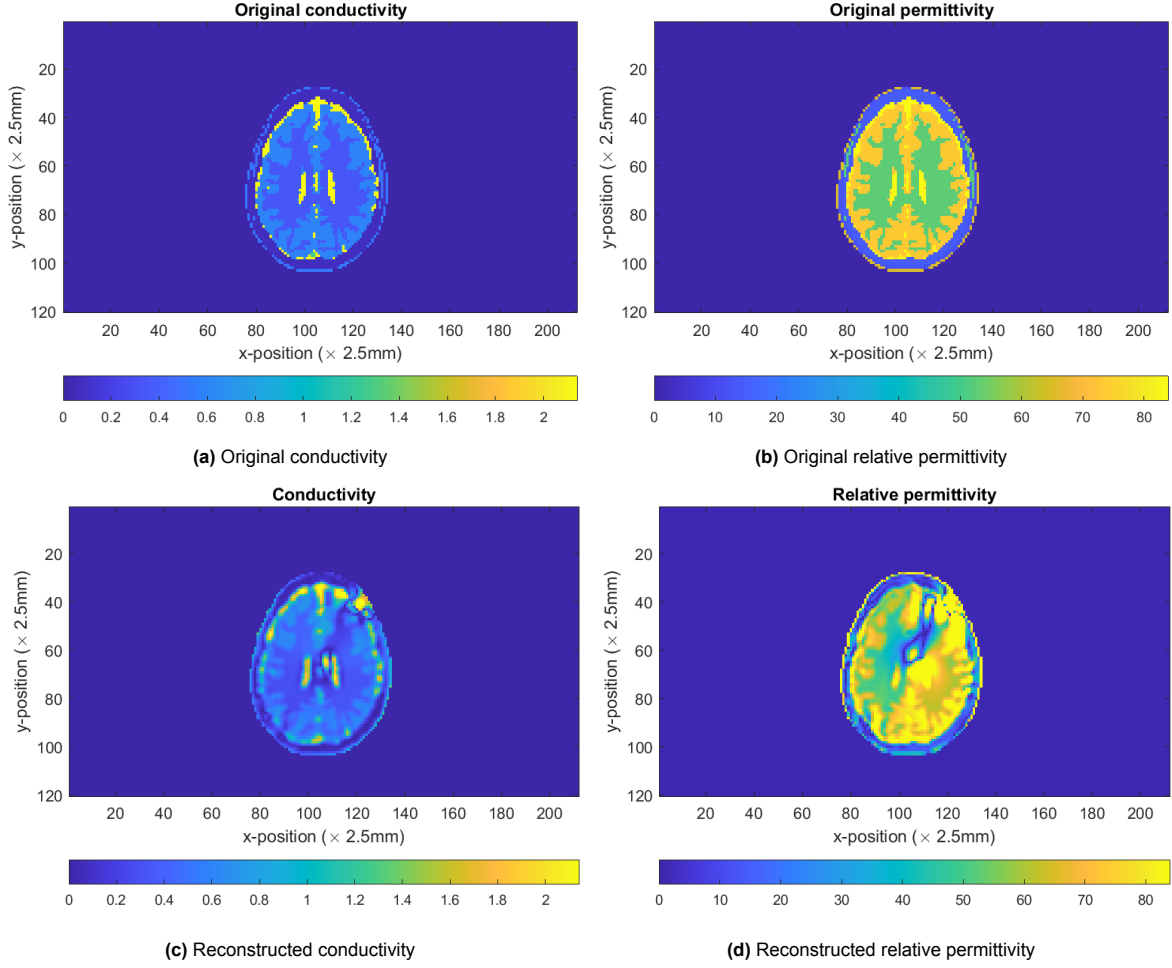 Original conductivity
Original permittivity
20
40
60
80
100
120
y-position (× 2.5mm)
20 40 60 80 100 120 140 160 180 200
x-position (× 2.5mm)
0 0.2 0.4 0.6 0.8 1 1.2 1.4 1.6 1.8 2
(a) Original conductivity
20
40
60
80
100
120
y-position (× 2.5mm)
20 40 60 80 100 120 140 160 180 200
x-position (× 2.5mm)
0 10 20 30 40 50 60 70 80
(b) Original relative permittivity
Conductivity
Relative permittivity
20
40
60
80
100
120
y-position (× 2.5mm)
20 40 60 80 100 120 140 160 180 200
x-position (× 2.5mm)
0 0.2 0.4 0.6 0.8 1 1.2 1.4 1.6 1.8 2
(c) Reconstructed conductivity
20
40
60
80
100
120
y-position (× 2.5mm)
20 40 60 80 100 120 140 160 180 200
x-position (× 2.5mm)
0 10 20 30 40 50 60 70 80
(d) Reconstructed relative permittivity